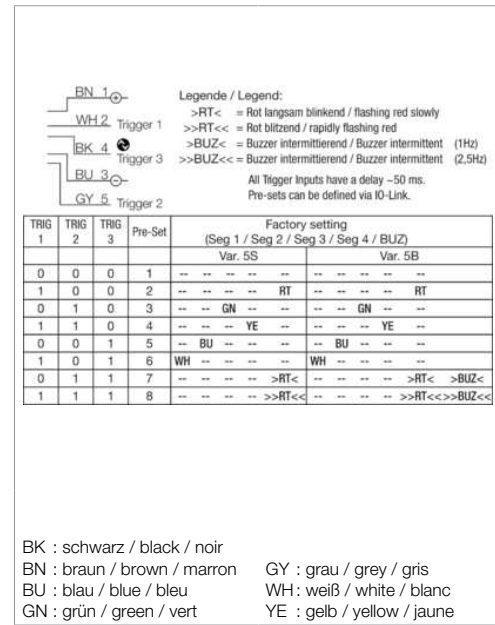 BN 1
WH 2 Trigger 1
BK 4
Trigger 3
BU 3
GY 5 Trigger 2
Legende / Legend:
>RT< = Rot langsam blinkend / flashing red slowly
>>RT<< = Rot blitzend / rapidly flashing red
>BUZ< = Buzzer intermittierend / Buzzer intermittent (1Hz)
>>BUZ<< = Buzzer intermittierend / Buzzer intermittent (2,5Hz)
All Trigger Inputs have a delay ~50 ms.
Pre-sets can be defined via IO-Link.
TRIG 1 TRIG 2 TRIG 3 Pre-Set Factory setting
(Seg 1 / Seg 2 / Seg 3 / Seg 4 / BUZ)
Var. 5S Var. 5B
0 0 0 1 -- -- -- -- -- -- -- -- -- --
1 0 0 2 -- -- -- -- RT -- -- -- -- RT
0 1 0 3 -- -- GN -- -- -- -- GN -- --
1 1 0 4 -- -- -- YE -- -- -- -- YE --
0 0 1 5 -- BU -- -- -- -- BU -- -- --
1 0 1 6 WH -- -- -- -- WH -- -- -- --
0 1 1 7 -- -- -- -- >RT< -- -- -- -- >RT< >BUZ<
1 1 1 8 -- -- -- -- >>RT<< -- -- -- -- >>RT<< >>BUZ<<
BK : schwarz / black / noir
BN : braun / brown / marron
BU : blau / blue / bleu
GN : grün / green / vert
GY : grau / grey / gris
WH : weiß / white / blanc
YE : gelb / yellow / jaune